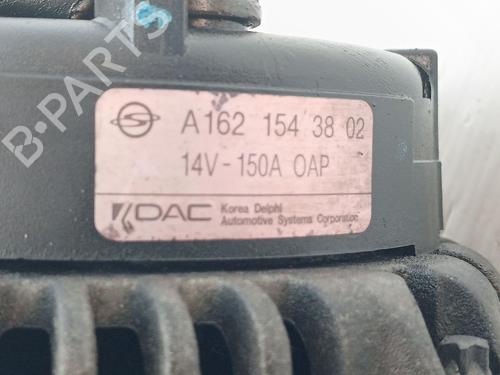 B-PARTS
A162 154 38 02
14V-150A OAP
KDAC Korea Delphi
Automotive Systems Corporation